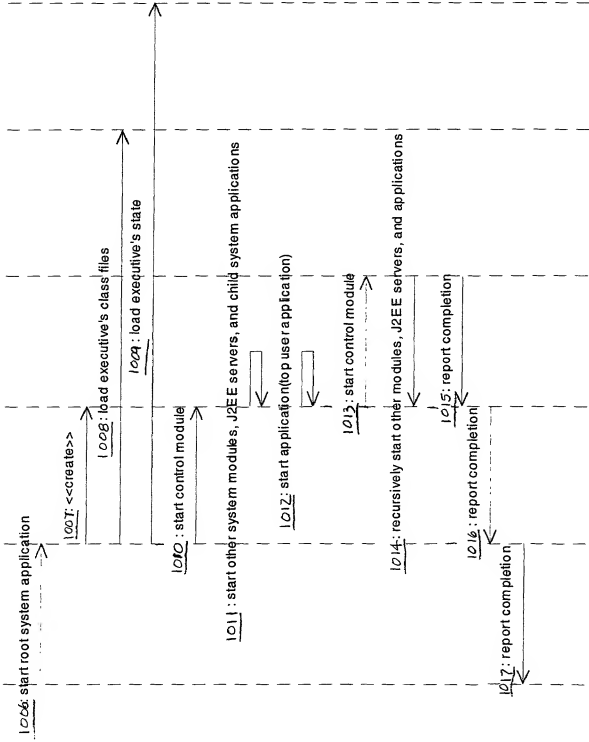 1006: start root system application
1007: <<create>>
1008: load executive's class files
1009: load executive's state
1010: start control module
1011: start other system modules, J2EE servers, and child system applications
1012: start application(top user application)
1013: start control module
1014: recursively start other modules, J2EE servers, and applications
1015: report completion
1016: report completion
1017: report completion